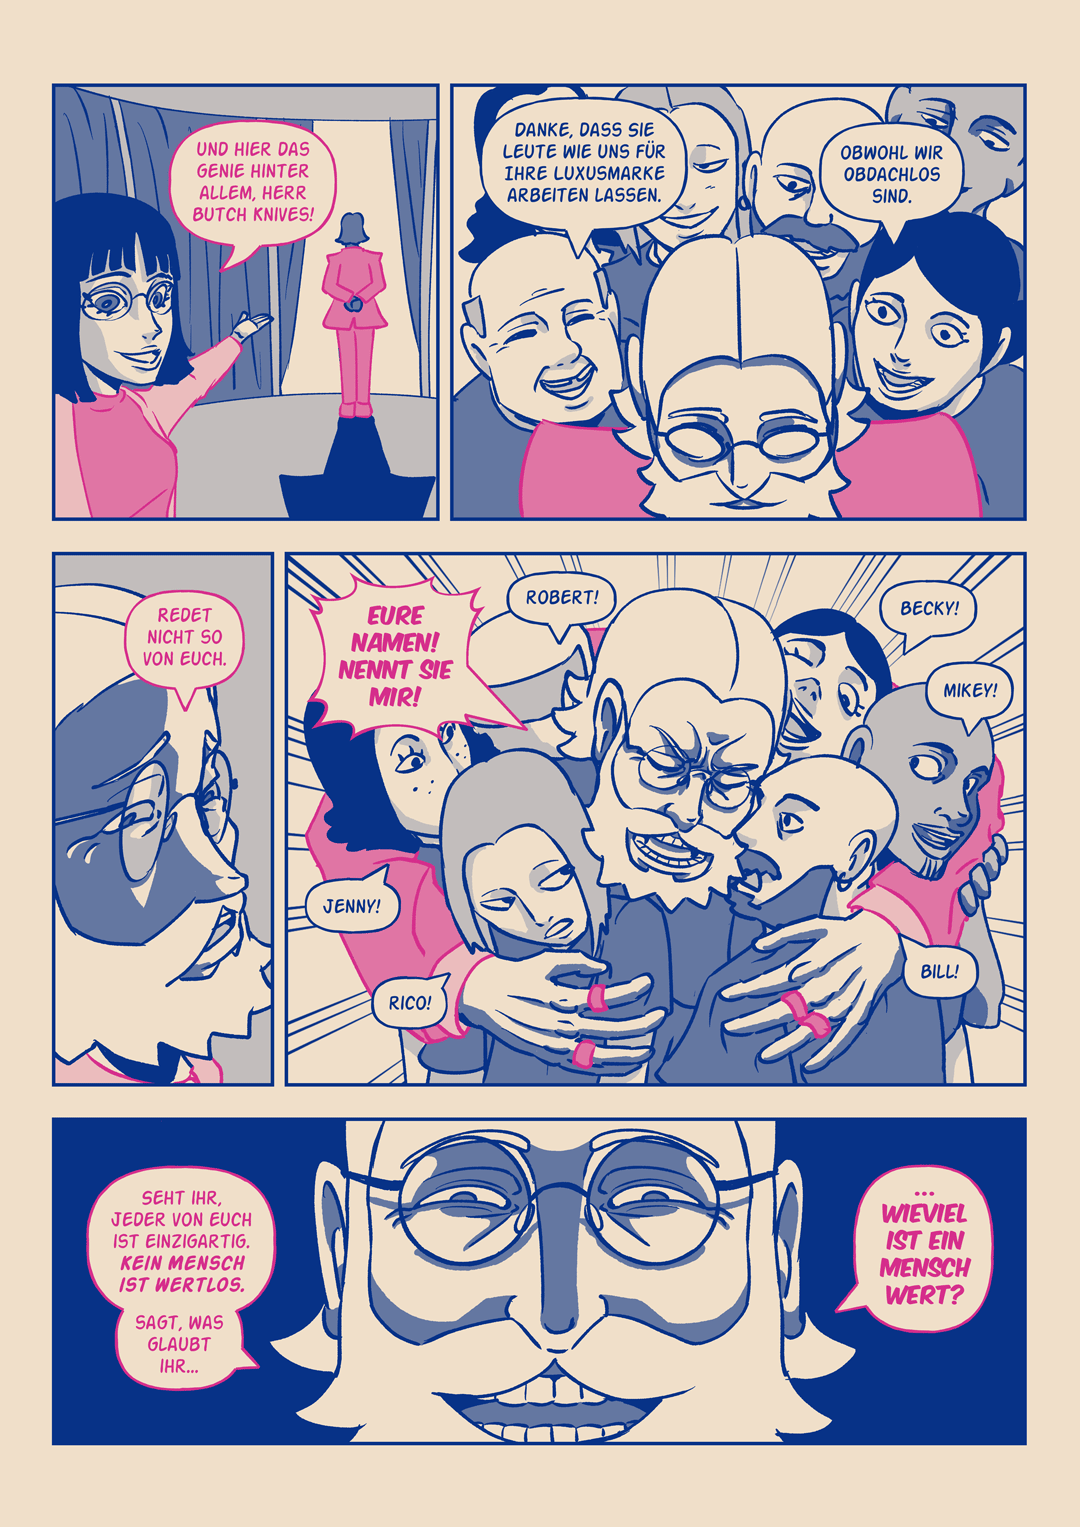 UND HIER DAS
GENIE HINTER
ALLEM, HERR
BUTCH KNIVES!
DANKE, DASS SIE
LEUTE WIE UNS FÜR
IHRE LUXUSMARKE
ARBEITEN LASSEN.
OBWOHL WIR
OBDACHLOS
SIND.
REDET
NICHT SO
VON EUCH.
EURE
NAMEN!
NENNT SIE
MIR!
ROBERT!
BECKY!
MIKEY!
JENNY!
RICO!
BILL!
SEHT IHR,
JEDER VON EUCH
IST EINZIGARTIG.
KEIN MENSCH
IST WERTLOS.
SAGT, WAS
GLAUBT
IHR...
...
WIEVIEL
IST EIN
MENSCH
WERT?